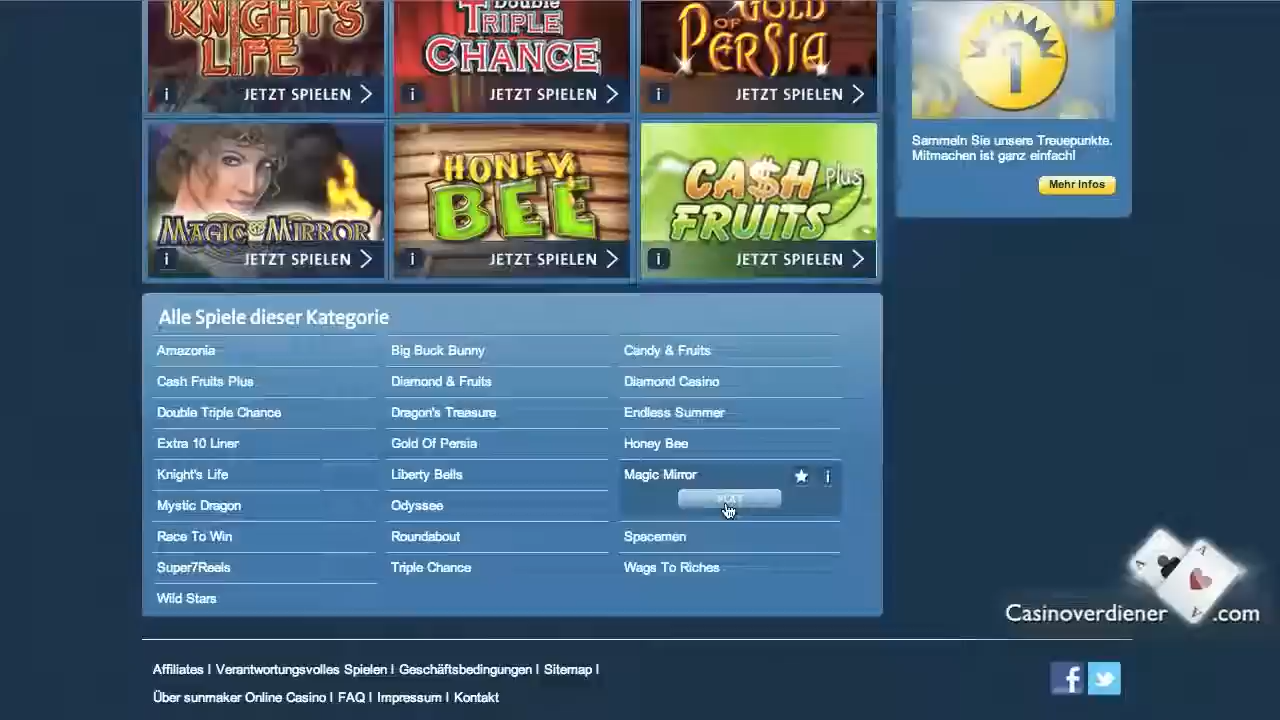 KNIGHT'S LIFE
Double TRIPLE CHANCE
GOLD OF PERSIA
1
i JETZT SPIELEN
i JETZT SPIELEN
i JETZT SPIELEN
Sammeln Sie unsere Treuepunkte.
Mitmachen ist ganz einfach!
Mehr Infos
MAGIC OF MIRROR
HONEY BEE
CA$H FRUITS Plus
i JETZT SPIELEN
i JETZT SPIELEN
i JETZT SPIELEN
Alle Spiele dieser Kategorie
Amazonia Big Buck Bunny Candy & Fruits
Cash Fruits Plus Diamond & Fruits Diamond Casino
Double Triple Chance Dragon's Treasure Endless Summer
Extra 10 Liner Gold Of Persia Honey Bee
Knight's Life Liberty Bells Magic Mirror i
PLAY
Mystic Dragon Odyssee
Race To Win Roundabout Spacemen
Super7Reels Triple Chance Wags To Riches
Wild Stars
A A A
Casinoverdiener .com
Affiliates | Verantwortungsvolles Spielen | Geschäftsbedingungen | Sitemap |
Über sunmaker Online Casino | FAQ | Impressum | Kontakt
f